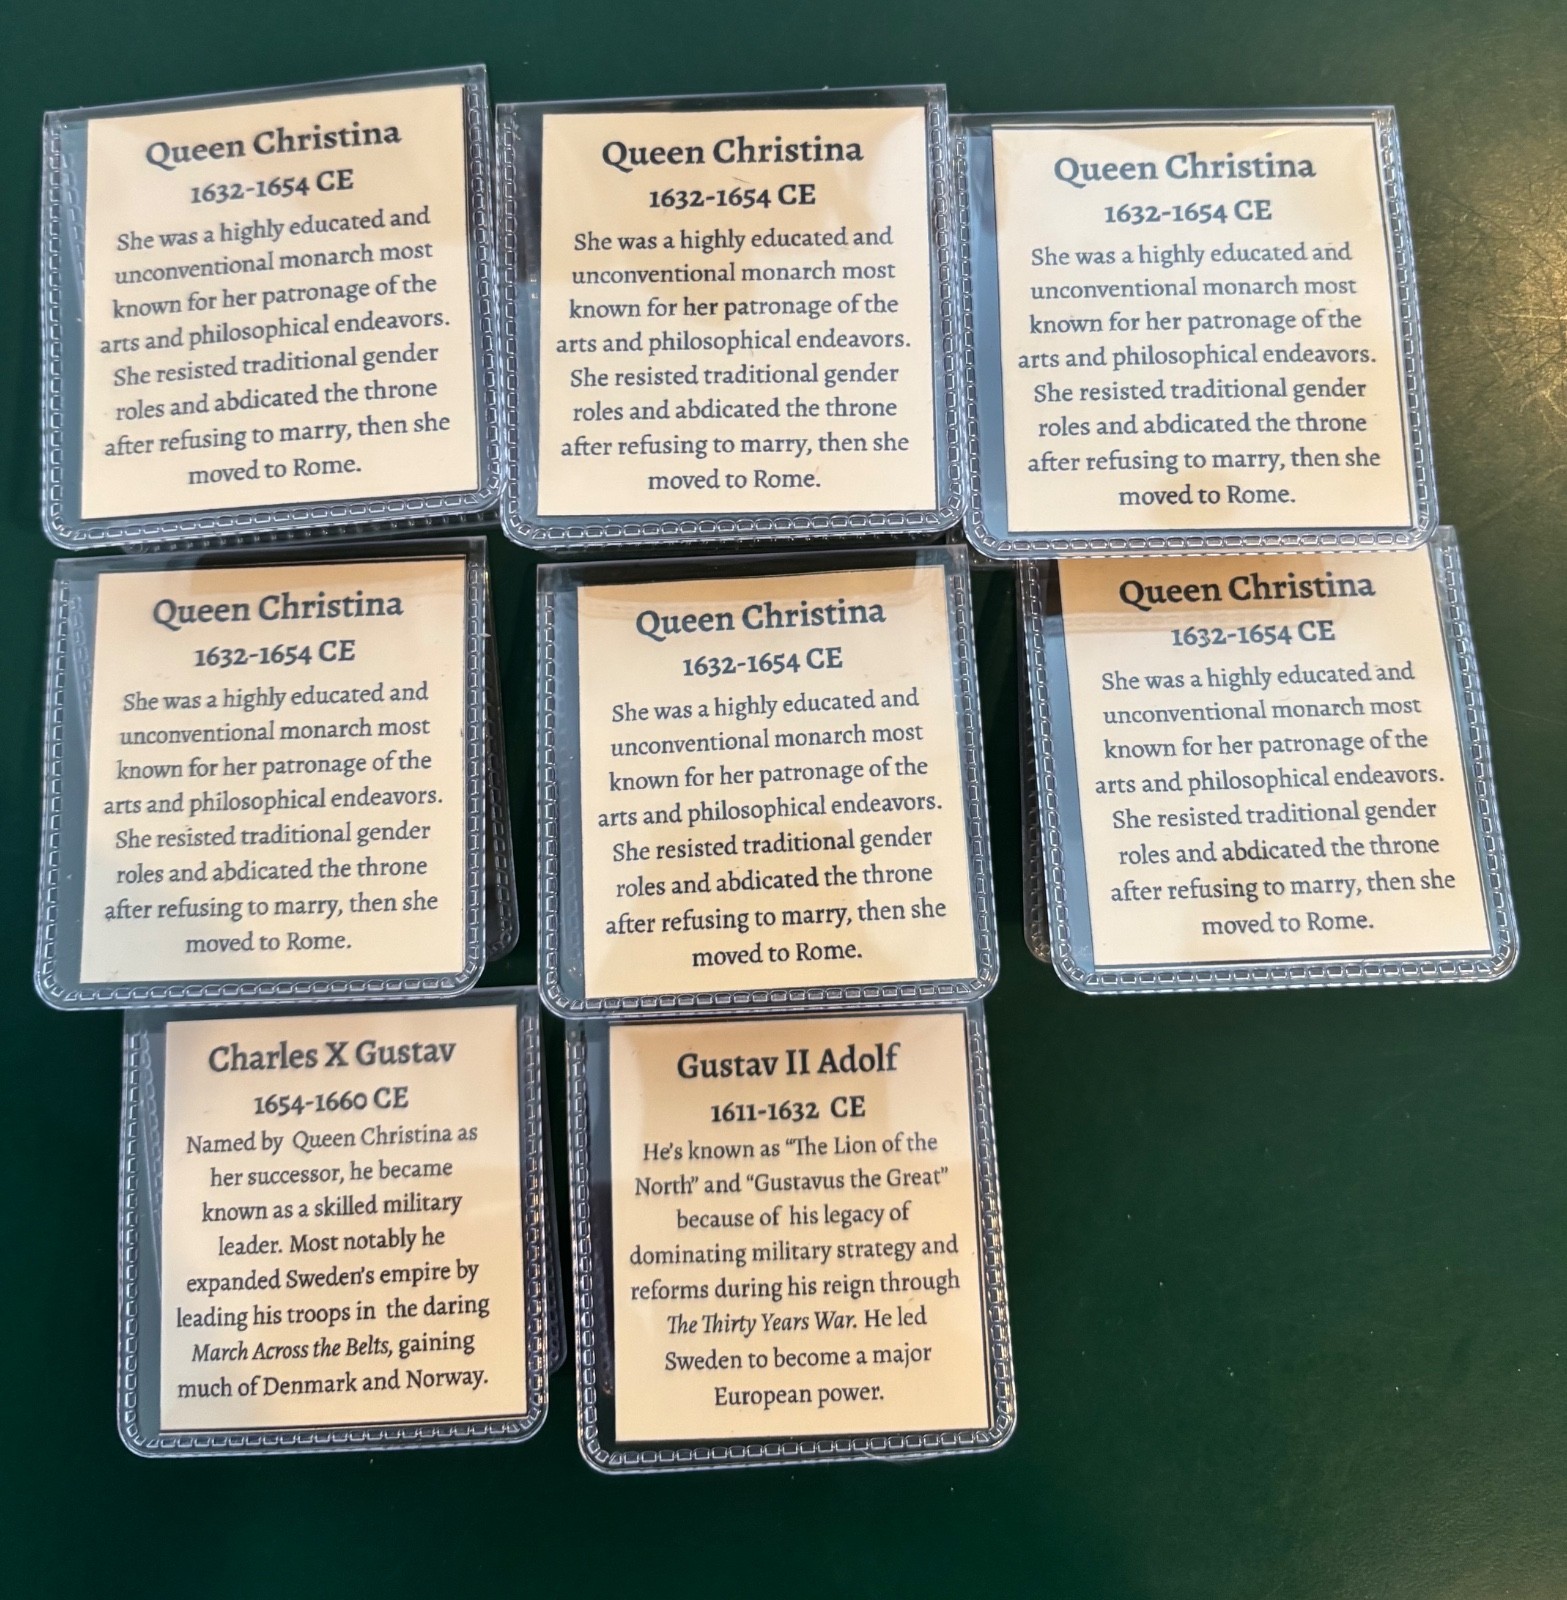 Queen Christina
1632-1654 CE
She was a highly educated and
unconventional monarch most
known for her patronage of the
arts and philosophical endeavors.
She resisted traditional gender
roles and abdicated the throne
after refusing to marry, then she
moved to Rome.
Queen Christina
1632-1654 CE
She was a highly educated and
unconventional monarch most
known for her patronage of the
arts and philosophical endeavors.
She resisted traditional gender
roles and abdicated the throne
after refusing to marry, then she
moved to Rome.
Queen Christina
1632-1654 CE
She was a highly educated and
unconventional monarch most
known for her patronage of the
arts and philosophical endeavors.
She resisted traditional gender
roles and abdicated the throne
after refusing to marry, then she
moved to Rome.
Queen Christina
1632-1654 CE
She was a highly educated and
unconventional monarch most
known for her patronage of the
arts and philosophical endeavors.
She resisted traditional gender
roles and abdicated the throne
after refusing to marry, then she
moved to Rome.
Queen Christina
1632-1654 CE
She was a highly educated and
unconventional monarch most
known for her patronage of the
arts and philosophical endeavors.
She resisted traditional gender
roles and abdicated the throne
after refusing to marry, then she
moved to Rome.
Queen Christina
1632-1654 CE
She was a highly educated and
unconventional monarch most
known for her patronage of the
arts and philosophical endeavors.
She resisted traditional gender
roles and abdicated the throne
after refusing to marry, then she
moved to Rome.
Charles X Gustav
1654-1660 CE
Named by Queen Christina as
her successor, he became
known as a skilled military
leader. Most notably he
expanded Sweden's empire by
leading his troops in the daring
March Across the Belts, gaining
much of Denmark and Norway.
Gustav II Adolf
1611-1632 CE
He's known as “The Lion of the
North” and “Gustavus the Great”
because of his legacy of
dominating military strategy and
reforms during his reign through
The Thirty Years War. He led
Sweden to become a major
European power.